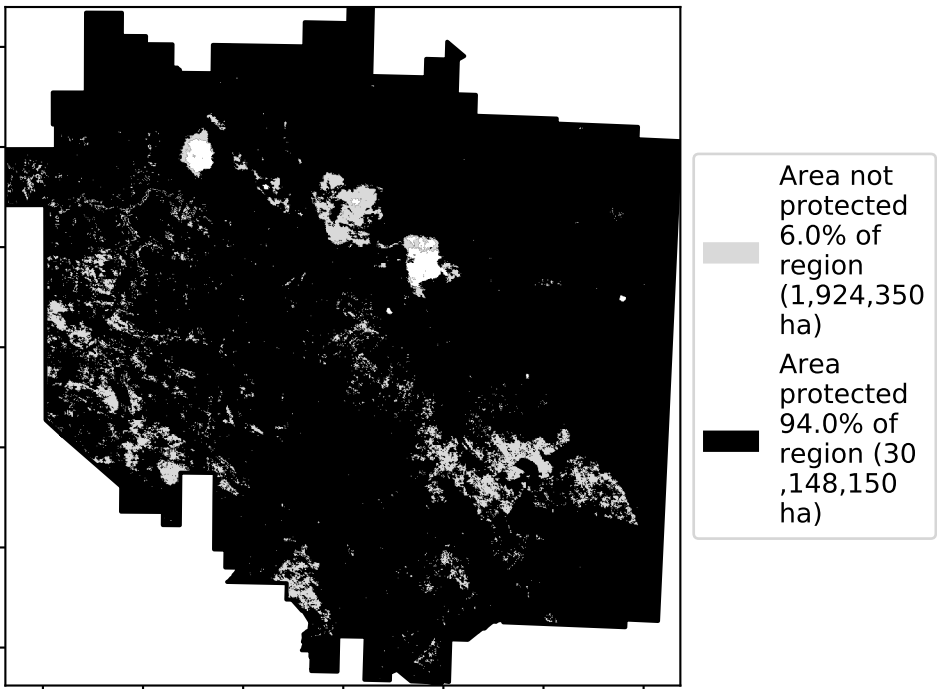 Area not
protected
6.0% of
region
(1,924,350
ha)
Area
protected
94.0% of
region (30
,148,150
ha)